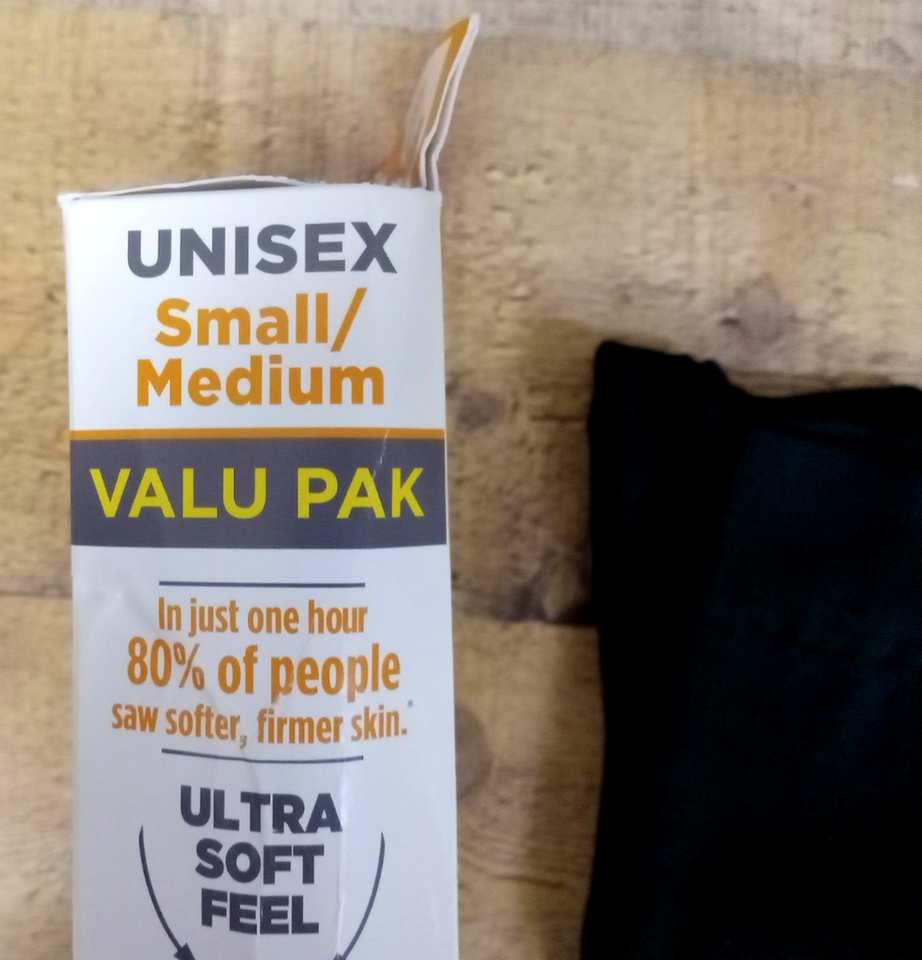 UNISEX
Small/
Medium
VALU PAK
In just one hour
80% of people
saw softer, firmer skin.*
ULTRA
SOFT
FEEL